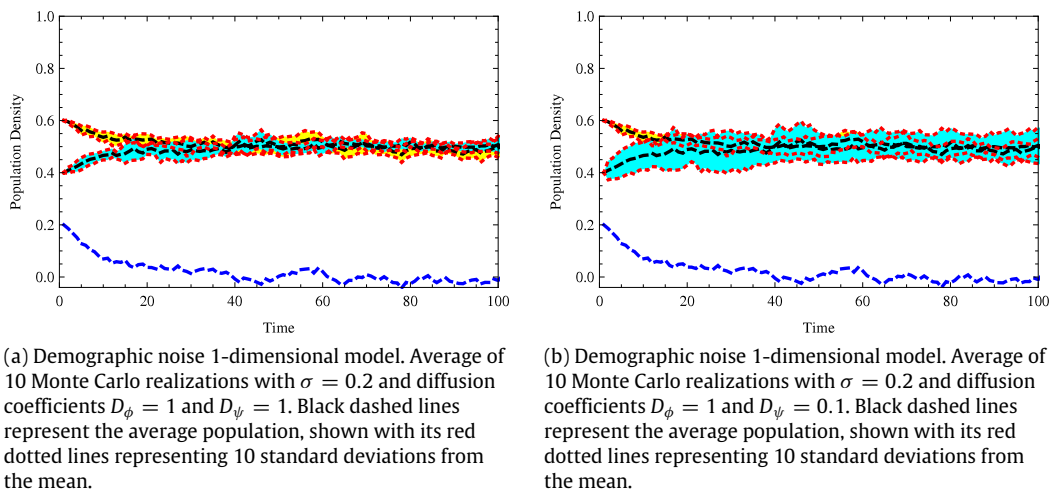 1.0
0.8
0.6
0.4
0.2
0.0
Population Density
0 20 40 60 80 100
Time
(a) Demographic noise 1-dimensional model. Average of
10 Monte Carlo realizations with σ = 0.2 and diffusion
coefficients D_ϕ = 1 and D_ψ = 1. Black dashed lines
represent the average population, shown with its red
dotted lines representing 10 standard deviations from
the mean.
1.0
0.8
0.6
0.4
0.2
0.0
Population Density
0 20 40 60 80 100
Time
(b) Demographic noise 1-dimensional model. Average of
10 Monte Carlo realizations with σ = 0.2 and diffusion
coefficients D_ϕ = 1 and D_ψ = 0.1. Black dashed lines
represent the average population, shown with its red
dotted lines representing 10 standard deviations from
the mean.